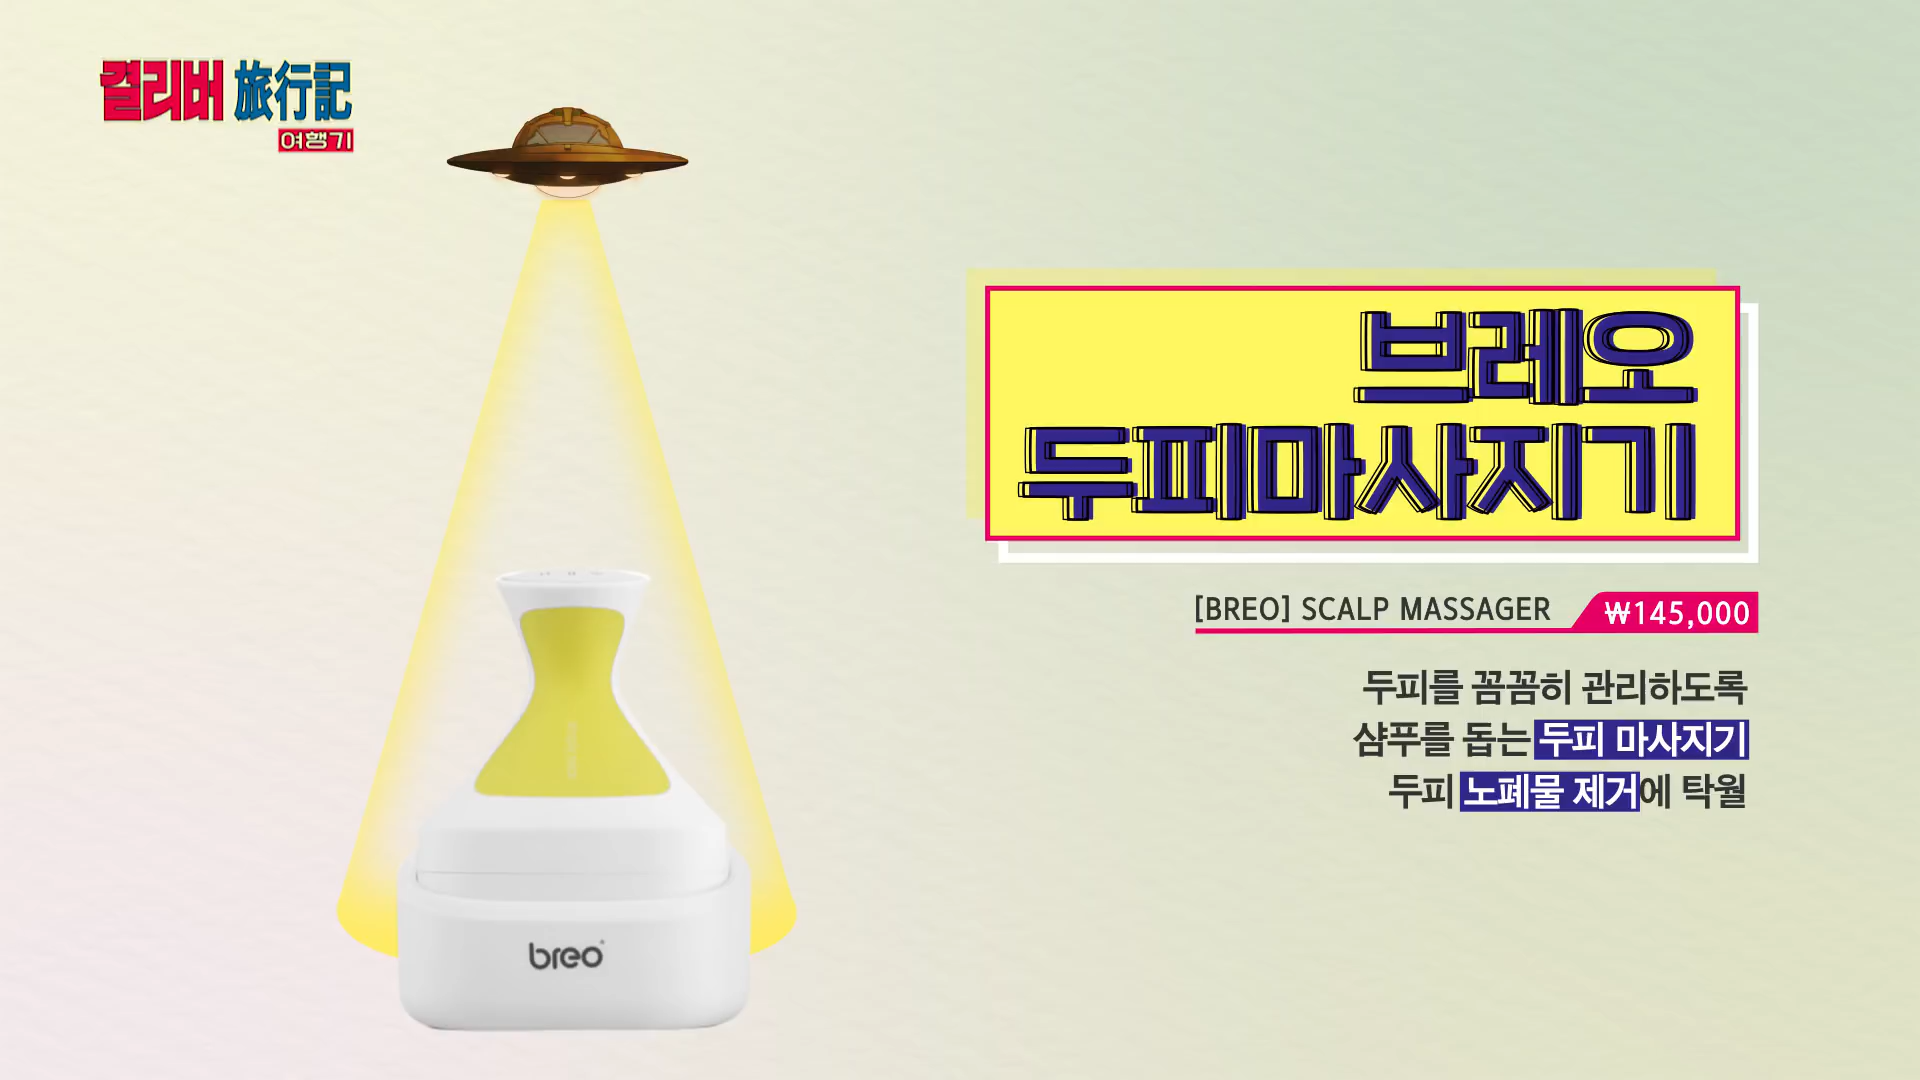 켤리버 旅行記
여행기
브레오
두피마사지기
[BREO] SCALP MASSAGER ₩145,000
두피를 꼼꼼히 관리하도록
샴푸를 돕는 두피 마사지기
두피 노폐물 제거에 탁월
breo